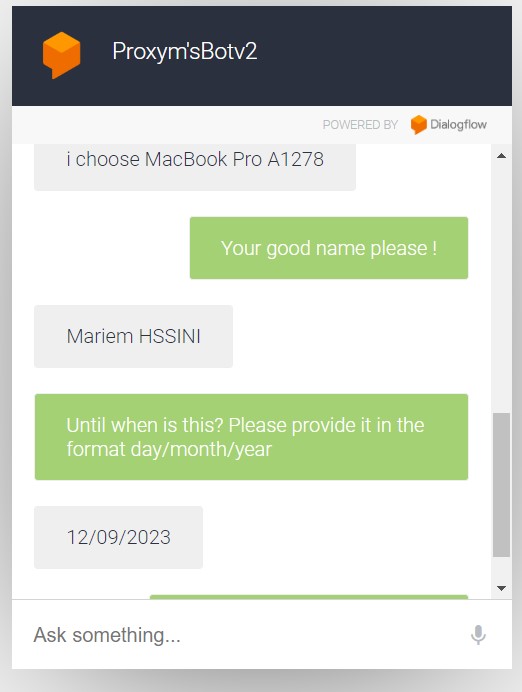 Proxym'sBotv2
POWERED BY Dialogflow
i choose MacBook Pro A1278
Your good name please !
Mariem HSSINI
Until when is this? Please provide it in the
format day/month/year
12/09/2023
Ask something...